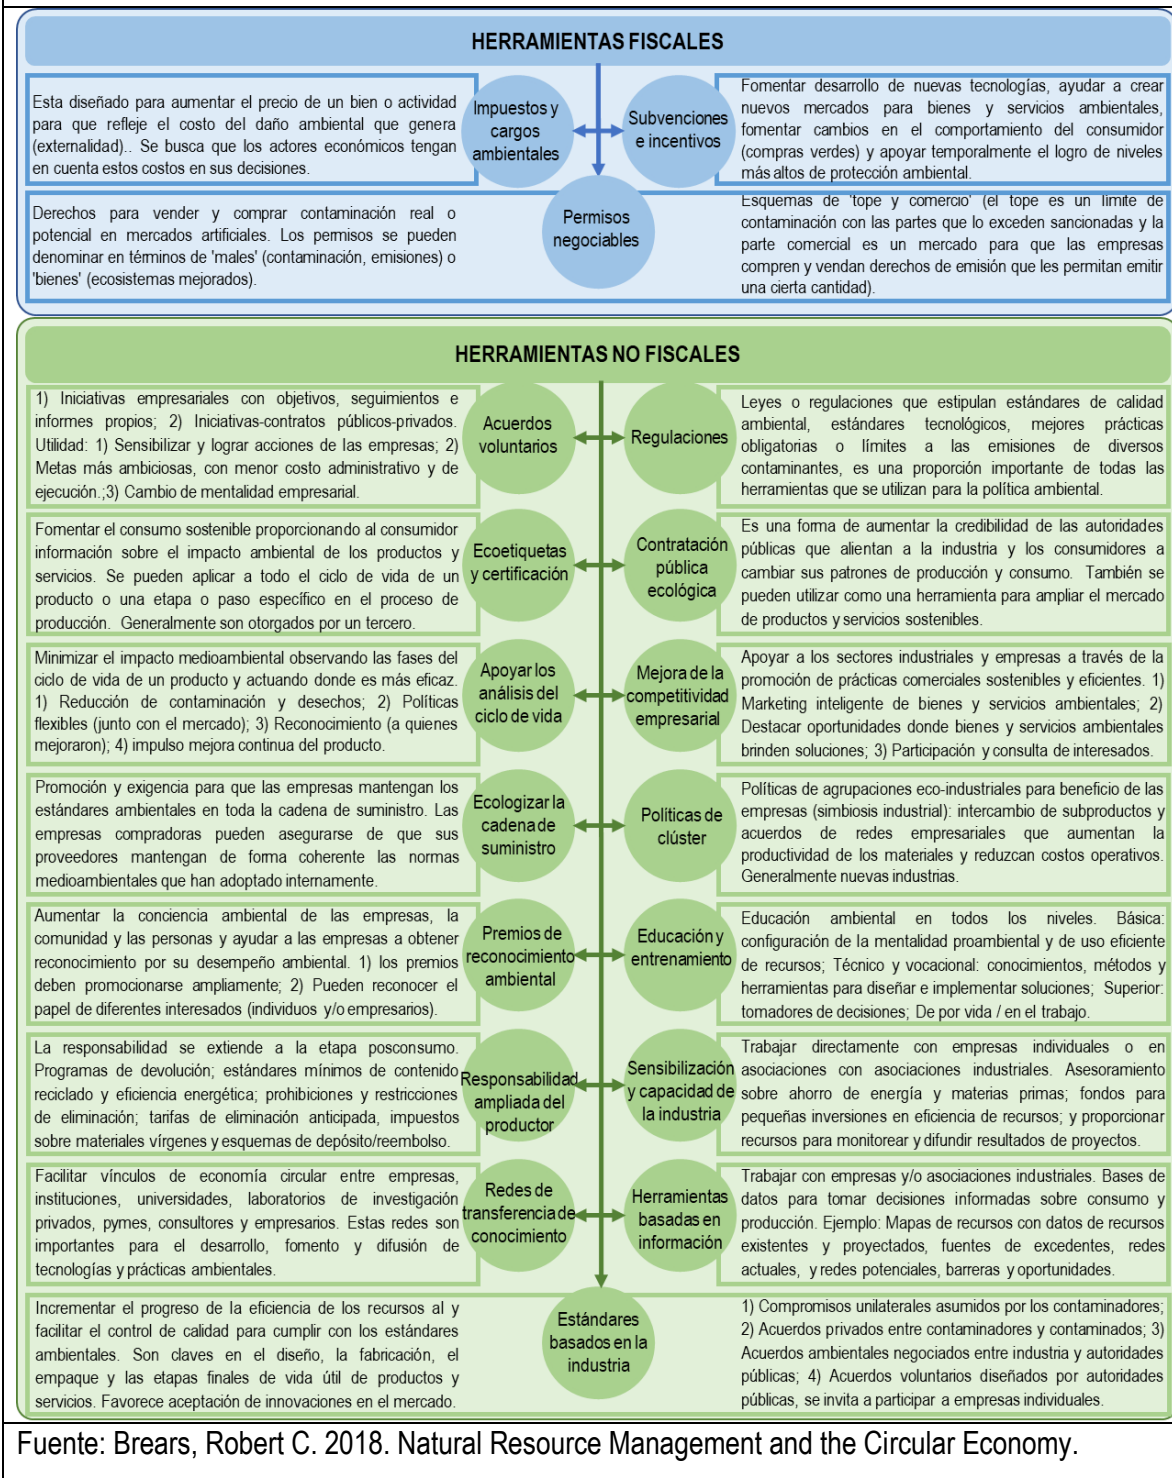 HERRAMIENTAS FISCALES
Esta diseñado para aumentar el precio de un bien o actividad
para que refleje el costo del daño ambiental que genera
(externalidad).. Se busca que los actores económicos tengan
en cuenta estos costos en sus decisiones.
Impuestos y
cargos
ambientales
Subvenciones
e incentivos
Fomentar desarrollo de nuevas tecnologías, ayudar a crear
nuevos mercados para bienes y servicios ambientales,
fomentar cambios en el comportamiento del consumidor
(compras verdes) y apoyar temporalmente el logro de niveles
más altos de protección ambiental.
Derechos para vender y comprar contaminación real o
potencial en mercados artificiales. Los permisos se pueden
denominar en términos de 'males' (contaminación, emisiones) o
'bienes' (ecosistemas mejorados).
Permisos
negociables
Esquemas de 'tope y comercio' (el tope es un límite de
contaminación con las partes que lo exceden sancionadas y la
parte comercial es un mercado para que las empresas
compren y vendan derechos de emisión que les permitan emitir
una cierta cantidad).
HERRAMIENTAS NO FISCALES
1) Iniciativas empresariales con objetivos, seguimientos e
informes propios; 2) Iniciativas-contratos públicos-privados.
Utilidad: 1) Sensibilizar y lograr acciones de las empresas; 2)
Metas más ambiciosas, con menor costo administrativo y de
ejecución.;3) Cambio de mentalidad empresarial.
Acuerdos
voluntarios
Regulaciones
Leyes o regulaciones que estipulan estándares de calidad
ambiental, estándares tecnológicos, mejores prácticas
obligatorias o límites a las emisiones de diversos
contaminantes, es una proporción importante de todas las
herramientas que se utilizan para la política ambiental.
Fomentar el consumo sostenible proporcionando al consumidor
información sobre el impacto ambiental de los productos y
servicios. Se pueden aplicar a todo el ciclo de vida de un
producto o una etapa o paso específico en el proceso de
producción. Generalmente son otorgados por un tercero.
Ecoetiquetas
y certificación
Contratación
pública
ecológica
Es una forma de aumentar la credibilidad de las autoridades
públicas que alientan a la industria y los consumidores a
cambiar sus patrones de producción y consumo. También se
pueden utilizar como una herramienta para ampliar el mercado
de productos y servicios sostenibles.
Minimizar el impacto medioambiental observando las fases del
ciclo de vida de un producto y actuando donde es más eficaz.
1) Reducción de contaminación y desechos; 2) Políticas
flexibles (junto con el mercado); 3) Reconocimiento (a quienes
mejoraron); 4) impulso mejora continua del producto.
Apoyar los
análisis del
ciclo de vida
Mejora de la
competitividad
empresarial
Apoyar a los sectores industriales y empresas a través de la
promoción de prácticas comerciales sostenibles y eficientes. 1)
Marketing inteligente de bienes y servicios ambientales; 2)
Destacar oportunidades donde bienes y servicios ambientales
brinden soluciones; 3) Participación y consulta de interesados.
Promoción y exigencia para que las empresas mantengan los
estándares ambientales en toda la cadena de suministro. Las
empresas compradoras pueden asegurarse de que sus
proveedores mantengan de forma coherente las normas
medioambientales que han adoptado internamente.
Ecologizar la
cadena de
suministro
Politicas de
clúster
Políticas de agrupaciones eco-industriales para beneficio de las
empresas (simbiosis industrial): intercambio de subproductos y
acuerdos de redes empresariales que aumentan la
productividad de los materiales y reduzcan costos operativos.
Generalmente nuevas industrias.
Aumentar la conciencia ambiental de las empresas, la
comunidad y las personas y ayudar a las empresas a obtener
reconocimiento por su desempeño ambiental. 1) los premios
deben promocionarse ampliamente; 2) Pueden reconocer el
papel de diferentes interesados (individuos y/o empresarios).
Premios de
reconocimiento
ambiental
Educación y
entrenamiento
Educación ambiental en todos los niveles. Básica:
configuración de la mentalidad proambiental y de uso eficiente
de recursos; Técnico y vocacional: conocimientos, métodos y
herramientas para diseñar e implementar soluciones; Superior:
tomadores de decisiones; De por vida / en el trabajo.
La responsabilidad se extiende a la etapa posconsumo.
Programas de devolución; estándares mínimos de contenido
reciclado y eficiencia energética; prohibiciones y restricciones
de eliminación; tarifas de eliminación anticipada, impuestos
sobre materiales vírgenes y esquemas de depósito/reembolso.
Responsabilidad
ampliada del
productor
Sensibilización
y capacidad de
la industria
Trabajar directamente con empresas individuales o en
asociaciones con asociaciones industriales. Asesoramiento
sobre ahorro de energía y materias primas; fondos para
pequeñas inversiones en eficiencia de recursos; y proporcionar
recursos para monitorear y difundir resultados de proyectos.
Facilitar vínculos de economía circular entre empresas,
instituciones, universidades, laboratorios de investigación
privados, pymes, consultores y empresarios. Estas redes son
importantes para el desarrollo, fomento y difusión de
tecnologías y prácticas ambientales.
Redes de
transferencia de
conocimiento
Herramientas
basadas en
información
Trabajar con empresas y/o asociaciones industriales. Bases de
datos para tomar decisiones informadas sobre consumo y
producción. Ejemplo: Mapas de recursos con datos de recursos
existentes y proyectados, fuentes de excedentes, redes
actuales, y redes potenciales, barreras y oportunidades.
Incrementar el progreso de la eficiencia de los recursos al y
facilitar el control de calidad para cumplir con los estándares
ambientales. Son claves en el diseño, la fabricación, el
empaque y las etapas finales de vida útil de productos y
servicios. Favorece aceptación de innovaciones en el mercado.
Estándares
basados en la
industria
1) Compromisos unilaterales asumidos por los contaminadores;
2) Acuerdos privados entre contaminadores y contaminados; 3)
Acuerdos ambientales negociados entre industria y autoridades
públicas; 4) Acuerdos voluntarios diseñados por autoridades
públicas, se invita a participar a empresas individuales.
Fuente: Brears, Robert C. 2018. Natural Resource Management and the Circular Economy.